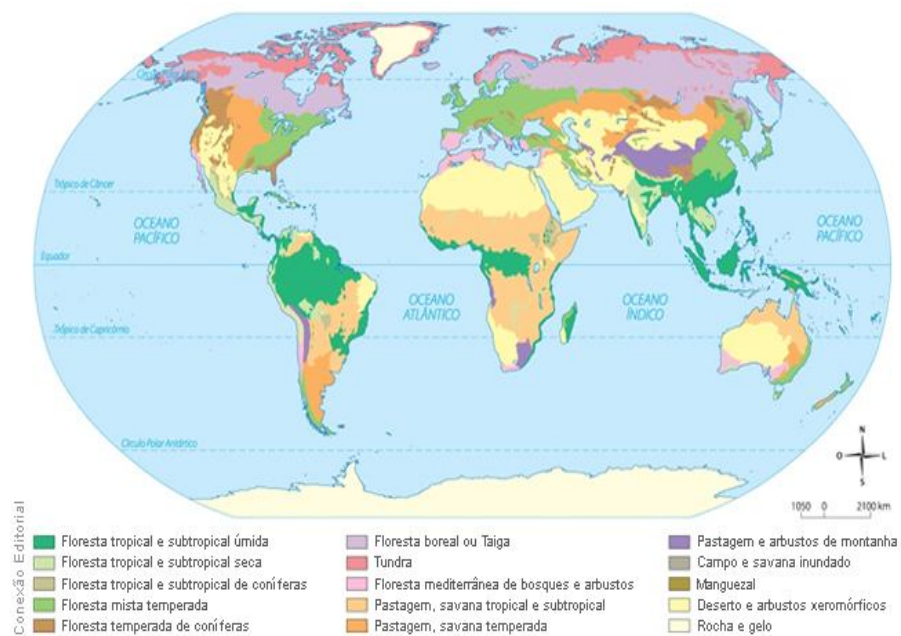 Círculo Polar Ártico
Trópico de Câncer
OCEANO
PACÍFICO
OCEANO
PACÍFICO
Equador
OCEANO
ATLÂNTICO
OCEANO
ÍNDICO
Trópico de Capricórnio
Círculo Polar Antártico
N
O
L
S
1050 0 2100 km
Conexão Editorial
Floresta tropical e subtropical úmida
Floresta tropical e subtropical seca
Floresta tropical e subtropical de coníferas
Floresta mista temperada
Floresta temperada de coníferas
Floresta boreal ou Taiga
Tundra
Floresta mediterrânea de bosques e arbustos
Pastagem, savana tropical e subtropical
Pastagem, savana temperada
Pastagem e arbustos de montanha
Campo e savana inundado
Manguezal
Deserto e arbustos xeromórficos
Rocha e gelo